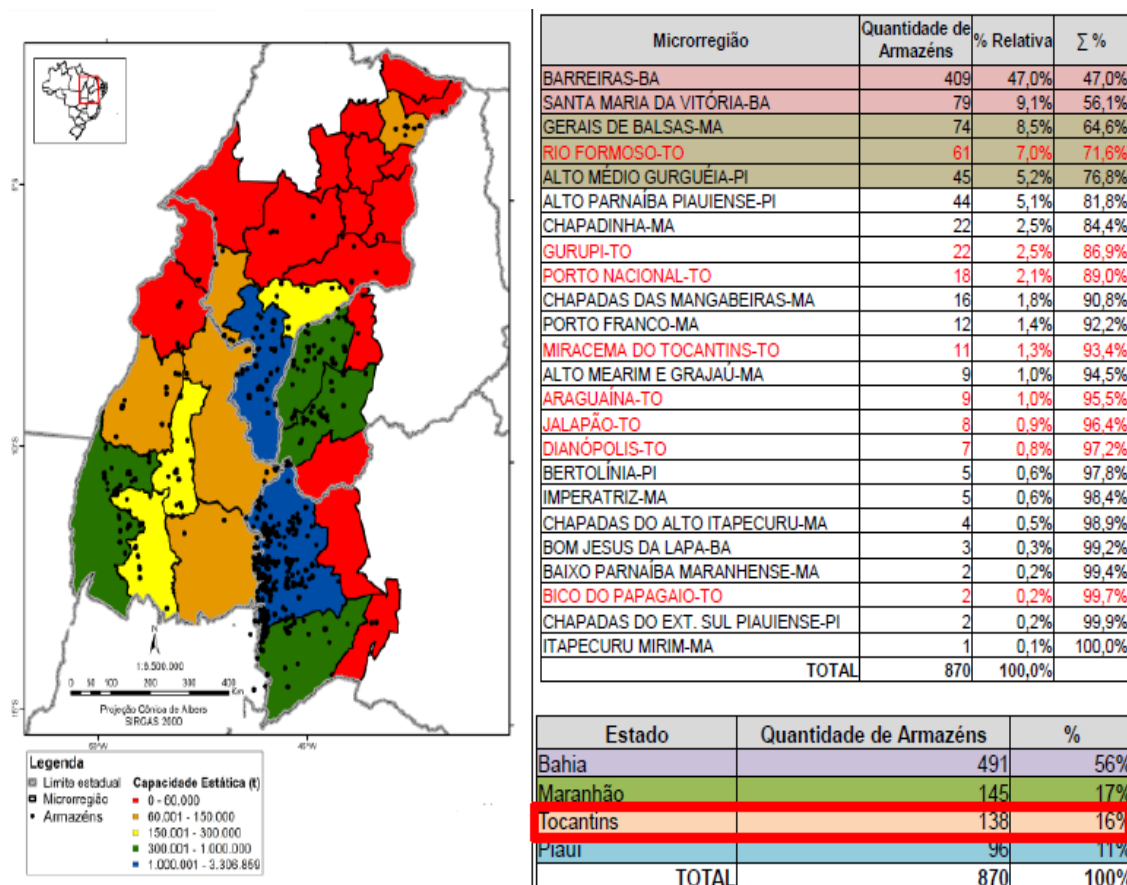 5°S
10°S
15°S
50°W
45°W
N
1:6.500.000
0 50 100 200 300 400
Km
Projeção Cônica de Albers
SIRGAS 2000
Legenda
Limite estadual
Microrregião
Armazéns
Capacidade Estática (t)
0 - 60.000
60.001 - 150.000
150.001 - 300.000
300.001 - 1.000.000
1.000.001 - 3.306.859
Microrregião Quantidade de Armazéns % Relativa ∑ %
BARREIRAS-BA 409 47,0% 47,0%
SANTA MARIA DA VITÓRIA-BA 79 9,1% 56,1%
GERAIS DE BALSAS-MA 74 8,5% 64,6%
RIO FORMOSO-TO 61 7,0% 71,6%
ALTO MÉDIO GURGUÉIA-PI 45 5,2% 76,8%
ALTO PARNAÍBA PIAUIENSE-PI 44 5,1% 81,8%
CHAPADINHA-MA 22 2,5% 84,4%
GURUPI-TO 22 2,5% 86,9%
PORTO NACIONAL-TO 18 2,1% 89,0%
CHAPADAS DAS MANGABEIRAS-MA 16 1,8% 90,8%
PORTO FRANCO-MA 12 1,4% 92,2%
MIRACEMA DO TOCANTINS-TO 11 1,3% 93,4%
ALTO MEARIM E GRAJAÚ-MA 9 1,0% 94,5%
ARAGUAÍNA-TO 9 1,0% 95,5%
JALAPÃO-TO 8 0,9% 96,4%
DIANÓPOLIS-TO 7 0,8% 97,2%
BERTOLÍNIA-PI 5 0,6% 97,8%
IMPERATRIZ-MA 5 0,6% 98,4%
CHAPADAS DO ALTO ITAPECURU-MA 4 0,5% 98,9%
BOM JESUS DA LAPA-BA 3 0,3% 99,2%
BAIXO PARNAÍBA MARANHENSE-MA 2 0,2% 99,4%
BICO DO PAPAGAIO-TO 2 0,2% 99,7%
CHAPADAS DO EXT. SUL PIAUIENSE-PI 2 0,2% 99,9%
ITAPECURU MIRIM-MA 1 0,1% 100,0%
TOTAL 870 100,0%
Estado Quantidade de Armazéns %
Bahia 491 56%
Maranhão 145 17%
Tocantins 138 16%
Piauí 96 11%
TOTAL 870 100%